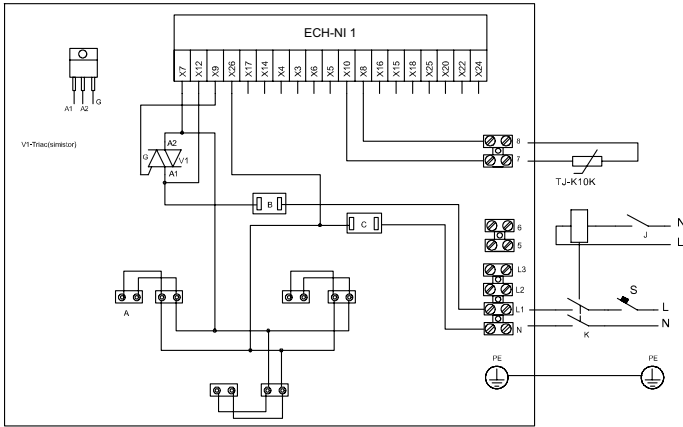 ECH-NI 1
X7 X12 X9 X26 X17 X14 X4 X3 X6 X5 X10 X8 X16 X15 X18 X25 X20 X22 X24
A1 A2 G
V1-Triac(simistor)
A2
G V1
A1
8
7
TJ-K10K
B
C
6
5
J
N
L
L3
L2
L1
N
S
L
N
K
A
PE
PE